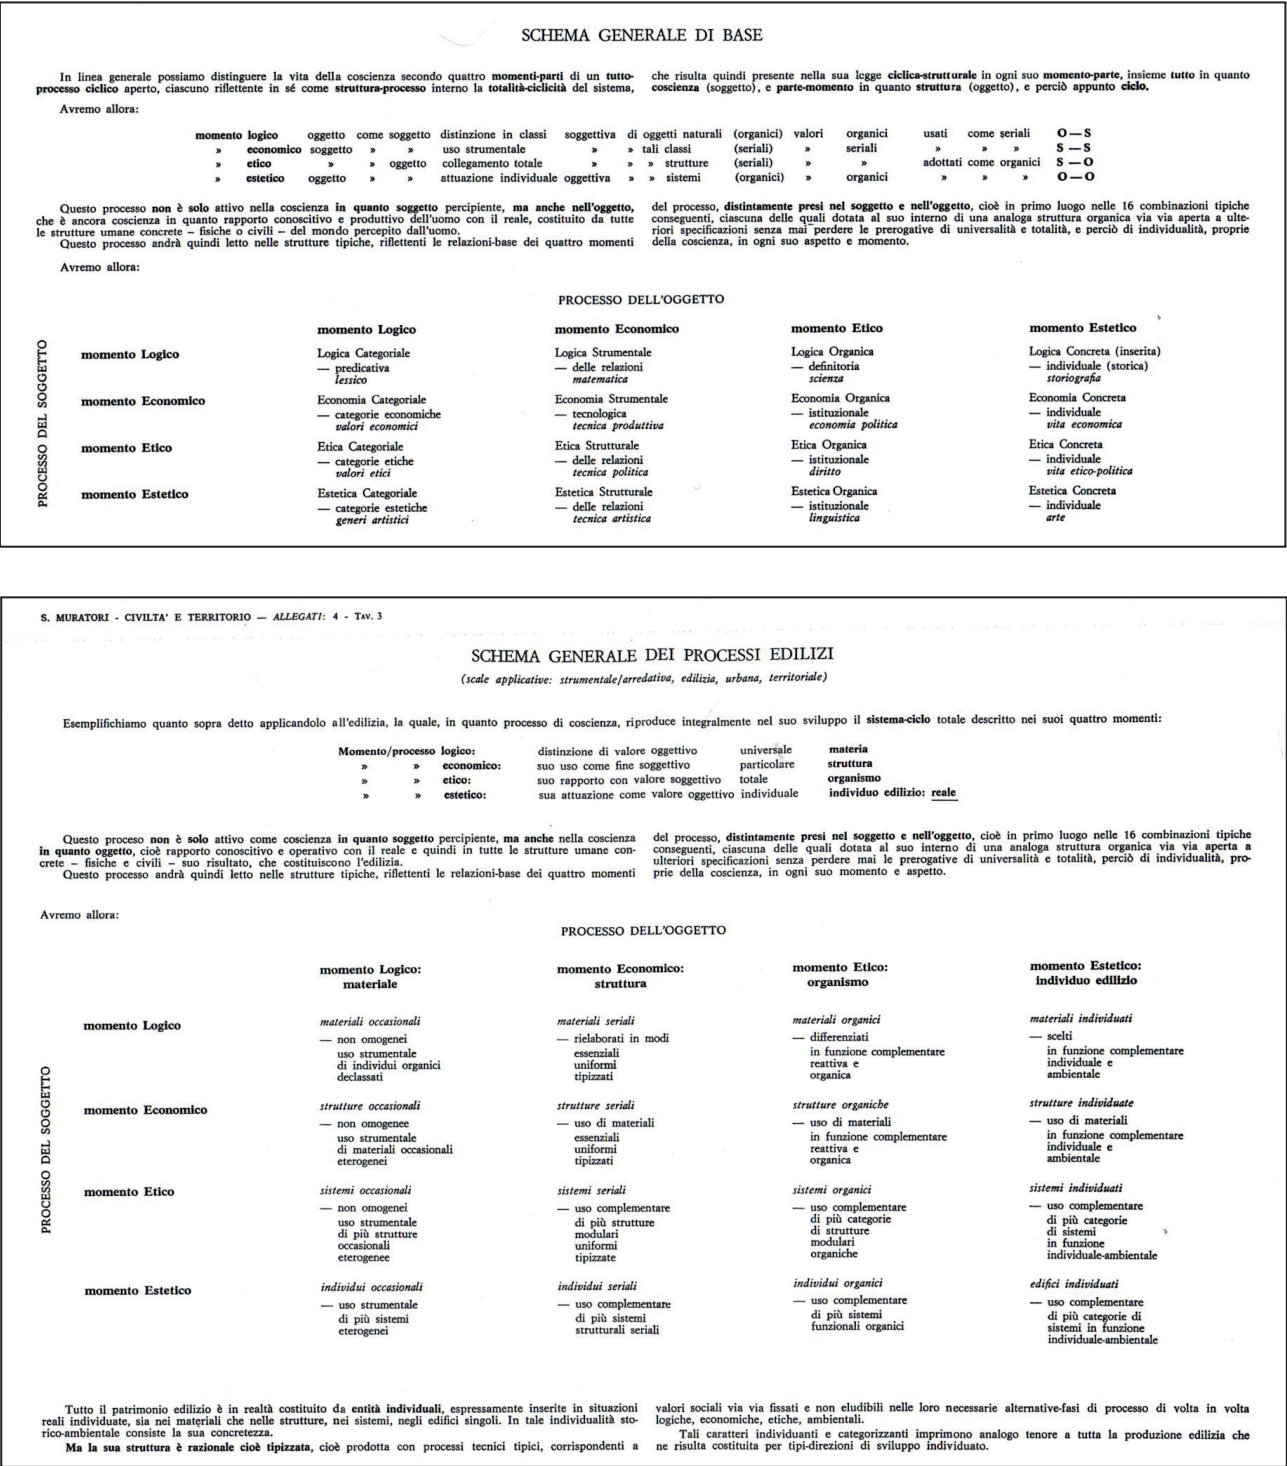 SCHEMA GENERALE DI BASE
In linea generale possiamo distinguere la vita della coscienza secondo quattro momenti-parti di un tutto-
processo ciclico aperto, ciascuno riflettente in sé come struttura-processo interno la totalità-ciclicità del sistema,
che risulta quindi presente nella sua legge ciclica-strutturale in ogni suo momento-parte, insieme tutto in quanto
coscienza (soggetto), e parte-momento in quanto struttura (oggetto), e perciò appunto ciclo.
Avremo allora:
momento logico oggetto come soggetto distinzione in classi soggettiva di oggetti naturali (organici) valori organici usati come seriali O — S
» economico soggetto » » uso strumentale » » tali classi (seriali) » seriali » » » S — S
» etico » » oggetto collegamento totale » » » strutture (seriali) » » adottati come organici S — O
» estetico oggetto » » attuazione individuale oggettiva » » sistemi (organici) » organici » » » O — O
Questo processo non è solo attivo nella coscienza in quanto soggetto percipiente, ma anche nell'oggetto,
che è ancora coscienza in quanto rapporto conoscitivo e produttivo dell'uomo con il reale, costituito da tutte
le strutture umane concrete – fisiche o civili – del mondo percepito dall'uomo.
Questo processo andrà quindi letto nelle strutture tipiche, riflettenti le relazioni-base dei quattro momenti
del processo, distintamente presi nel soggetto e nell'oggetto, cioè in primo luogo nelle 16 combinazioni tipiche
conseguenti, ciascuna delle quali dotata al suo interno di una analoga struttura organica via via aperta a ulte-
riori specificazioni senza mai perdere le prerogative di universalità e totalità, e perciò di individualità, proprie
della coscienza, in ogni suo aspetto e momento.
Avremo allora:
PROCESSO DELL'OGGETTO
momento Logico momento Economico momento Etico momento Estetico
PROCESSO DEL SOGGETTO
momento Logico Logica Categoriale Logica Strumentale Logica Organica Logica Concreta (inserita)
— predicativa — delle relazioni — definitoria — individuale (storica)
lessico matematica scienza storiografia
momento Economico Economia Categoriale Economia Strumentale Economia Organica Economia Concreta
— categorie economiche — tecnologica — istituzionale — individuale
valori economici tecnica produttiva economia politica vita economica
momento Etico Etica Categoriale Etica Strutturale Etica Organica Etica Concreta
— categorie etiche — delle relazioni — istituzionale — individuale
valori etici tecnica politica diritto vita etico-politica
momento Estetico Estetica Categoriale Estetica Strutturale Estetica Organica Estetica Concreta
— categorie estetiche — delle relazioni — istituzionale — individuale
generi artistici tecnica artistica linguistica arte
S. MURATORI - CIVILTA' E TERRITORIO — ALLEGATI: 4 - TAV. 3
SCHEMA GENERALE DEI PROCESSI EDILIZI
(scale applicative: strumentale/arredativa, edilizia, urbana, territoriale)
Esemplifichiamo quanto sopra detto applicandolo all'edilizia, la quale, in quanto processo di coscienza, riproduce integralmente nel suo sviluppo il sistema-ciclo totale descritto nei suoi quattro momenti:
Momento/processo logico: distinzione di valore oggettivo universale materia
» » economico: suo uso come fine soggettivo particolare struttura
» » etico: suo rapporto con valore soggettivo totale organismo
» » estetico: sua attuazione come valore oggettivo individuale individuo edilizio: reale
Questo proceso non è solo attivo come coscienza in quanto soggetto percipiente, ma anche nella coscienza
in quanto oggetto, cioè rapporto conoscitivo e operativo con il reale e quindi in tutte le strutture umane con-
crete – fisiche e civili – suo risultato, che costituiscono l'edilizia.
Questo processo andrà quindi letto nelle strutture tipiche, riflettenti le relazioni-base dei quattro momenti
del processo, distintamente presi nel soggetto e nell'oggetto, cioè in primo luogo nelle 16 combinazioni tipiche
conseguenti, ciascuna delle quali dotata al suo interno di una analoga struttura organica via via aperta a
ulteriori specificazioni senza perdere mai le prerogative di universalità e totalità, perciò di individualità, pro-
prie della coscienza, in ogni suo momento e aspetto.
Avremo allora:
PROCESSO DELL'OGGETTO
momento Logico: momento Economico: momento Etico: momento Estetico:
materiale struttura organismo individuo edilizio
PROCESSO DEL SOGGETTO
momento Logico materiali occasionali materiali seriali materiali organici materiali individuati
— non omogenei — rielaborati in modi — differenziati — scelti
uso strumentale essenziali in funzione complementare in funzione complementare
di individui organici uniformi reattiva e individuale e
declassati tipizzati organica ambientale
momento Economico strutture occasionali strutture seriali strutture organiche strutture individuate
— non omogenee — uso di materiali — uso di materiali — uso di materiali
uso strumentale essenziali in funzione complementare in funzione complementare
di materiali occasionali uniformi reattiva e individuale e
eterogenei tipizzati organica ambientale
momento Etico sistemi occasionali sistemi seriali sistemi organici sistemi individuati
— non omogenei — uso complementare — uso complementare — uso complementare
uso strumentale di più strutture di più categorie di più categorie
di più strutture modulari di strutture di sistemi
occasionali uniformi modulari in funzione
eterogenee tipizzate organiche individuale-ambientale
momento Estetico individui occasionali individui seriali individui organici edifici individuati
— uso strumentale — uso complementare — uso complementare — uso complementare
di più sistemi di più sistemi di più sistemi di più categorie di
eterogenei strutturali seriali funzionali organici sistemi in funzione
individuale-ambientale
Tutto il patrimonio edilizio è in realtà costituito da entità individuali, espressamente inserite in situazioni
reali individuate, sia nei materiali che nelle strutture, nei sistemi, negli edifici singoli. In tale individualità sto-
rico-ambientale consiste la sua concretezza.
Ma la sua struttura è razionale cioè tipizzata, cioè prodotta con processi tecnici tipici, corrispondenti a
valori sociali via via fissati e non eludibili nelle loro necessarie alternative-fasi di processo di volta in volta
logiche, economiche, etiche, ambientali.
Tali caratteri individuanti e categorizzanti imprimono analogo tenore a tutta la produzione edilizia che
ne risulta costituita per tipi-direzioni di sviluppo individuato.